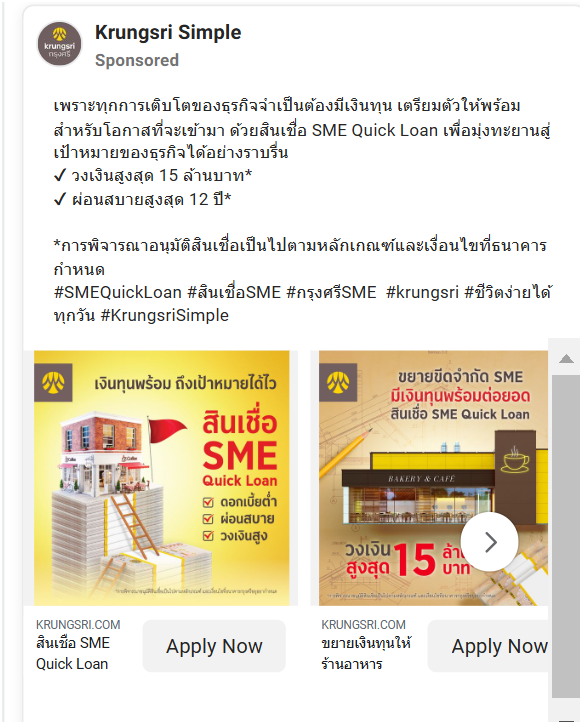 Krungsri Simple
krungsri
กรุงศรี
Sponsored
เพราะทุกการเติบโตของธุรกิจจำเป็นต้องมีเงินทุน เตรียมตัวให้พร้อม
สำหรับโอกาสที่จะเข้ามา ด้วยสินเชื่อ SME Quick Loan เพื่อมุ่งทะยานสู่
เป้าหมายของธุรกิจได้อย่างราบรื่น
✓ วงเงินสูงสุด 15 ล้านบาท*
✓ ผ่อนสบายสูงสุด 12 ปี*
*การพิจารณาอนุมัติสินเชื่อเป็นไปตามหลักเกณฑ์และเงื่อนไขที่ธนาคาร
กำหนด
#SMEQuickLoan #สินเชื่อSME #กรุงศรีSME #krungsri #ชีวิตง่ายได้
ทุกวัน #KrungsriSimple
เงินทุนพร้อม ถึงเป้าหมายได้ไว
สินเชื่อ
SME
Quick Loan
ดอกเบี้ยต่ำ
ผ่อนสบาย
วงเงินสูง
Coffee
ขยายขีดจำกัด SME
มีเงินทุนพร้อมต่อยอด
สินเชื่อ SME Quick Loan
BAKERY & CAFÉ
วงเงิน
สูงสุด 15
บาท
KRUNGSRI.COM
สินเชื่อ SME
Quick Loan
Apply Now
KRUNGSRI.COM
ขยายเงินทุนให้
ร้านอาหาร
Apply Now